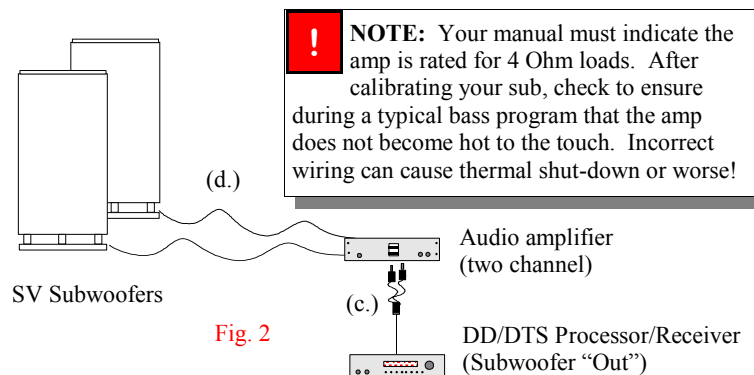 ! NOTE: Your manual must indicate the
amp is rated for 4 Ohm loads. After
calibrating your sub, check to ensure
during a typical bass program that the amp
does not become hot to the touch. Incorrect
wiring can cause thermal shut-down or worse!
(d.)
Audio amplifier
(two channel)
SV Subwoofers
(c.)
Fig. 2
DD/DTS Processor/Receiver
(Subwoofer “Out”)